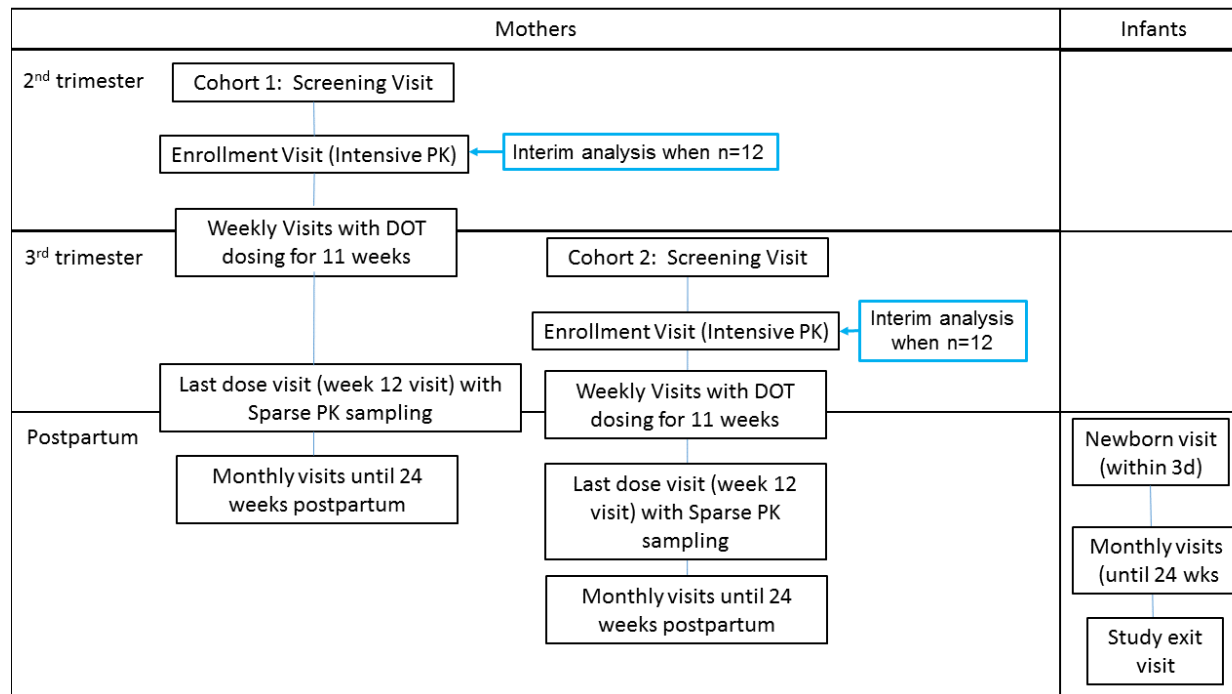 Mothers
Infants
2nd trimester
Cohort 1:  Screening Visit
Enrollment Visit (Intensive PK)
Interim analysis when n=12
Weekly Visits with DOT
dosing for 11 weeks
3rd trimester
Cohort 2:  Screening Visit
Enrollment Visit (Intensive PK)
Interim analysis
when n=12
Last dose visit (week 12 visit) with
Sparse PK sampling
Weekly Visits with DOT
dosing for 11 weeks
Postpartum
Monthly visits until 24
weeks postpartum
Last dose visit (week 12
visit) with Sparse PK
sampling
Monthly visits until 24
weeks postpartum
Newborn visit
(within 3d)
Monthly visits
(until 24 wks
Study exit
visit